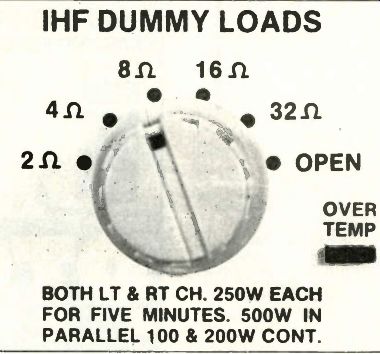 IHF DUMMY LOADS
8Ω 16Ω
4Ω 32Ω
2Ω OPEN
OVER
TEMP
BOTH LT & RT CH. 250W EACH
FOR FIVE MINUTES. 500W IN
PARALLEL 100 & 200W CONT.